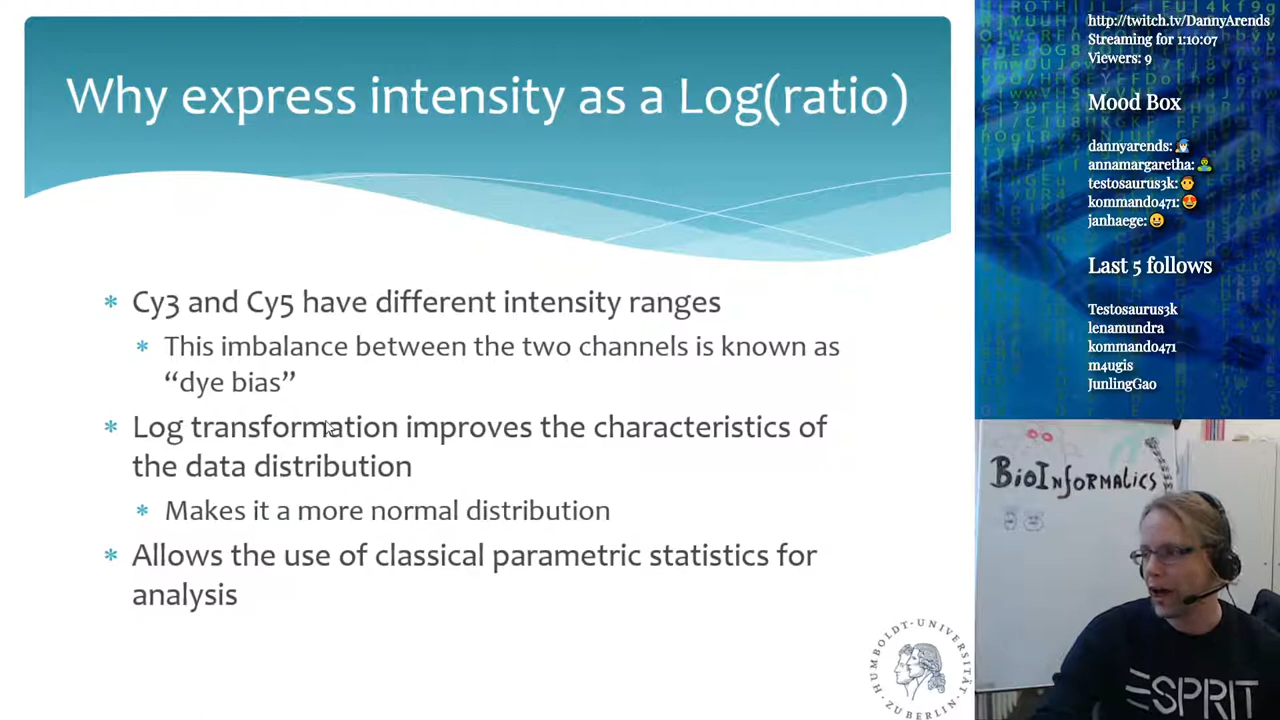 Why express intensity as a Log(ratio)
* Cy3 and Cy5 have different intensity ranges
* This imbalance between the two channels is known as
"dye bias"
* Log transformation improves the characteristics of
the data distribution
* Makes it a more normal distribution
* Allows the use of classical parametric statistics for
analysis
HUMBOLDT-UNIVERSITÄT
ZU BERLIN
http://twitch.tv/DannyArends
Streaming for 1:10:07
Viewers: 9
Mood Box
dannyarends:
annamargaretha:
testosaurus3k:
kommando471:
janhaege:
Last 5 follows
Testosaurus3k
lenamundra
kommando471
m4ugis
JunlingGao
BioInformatics
ESPRIT